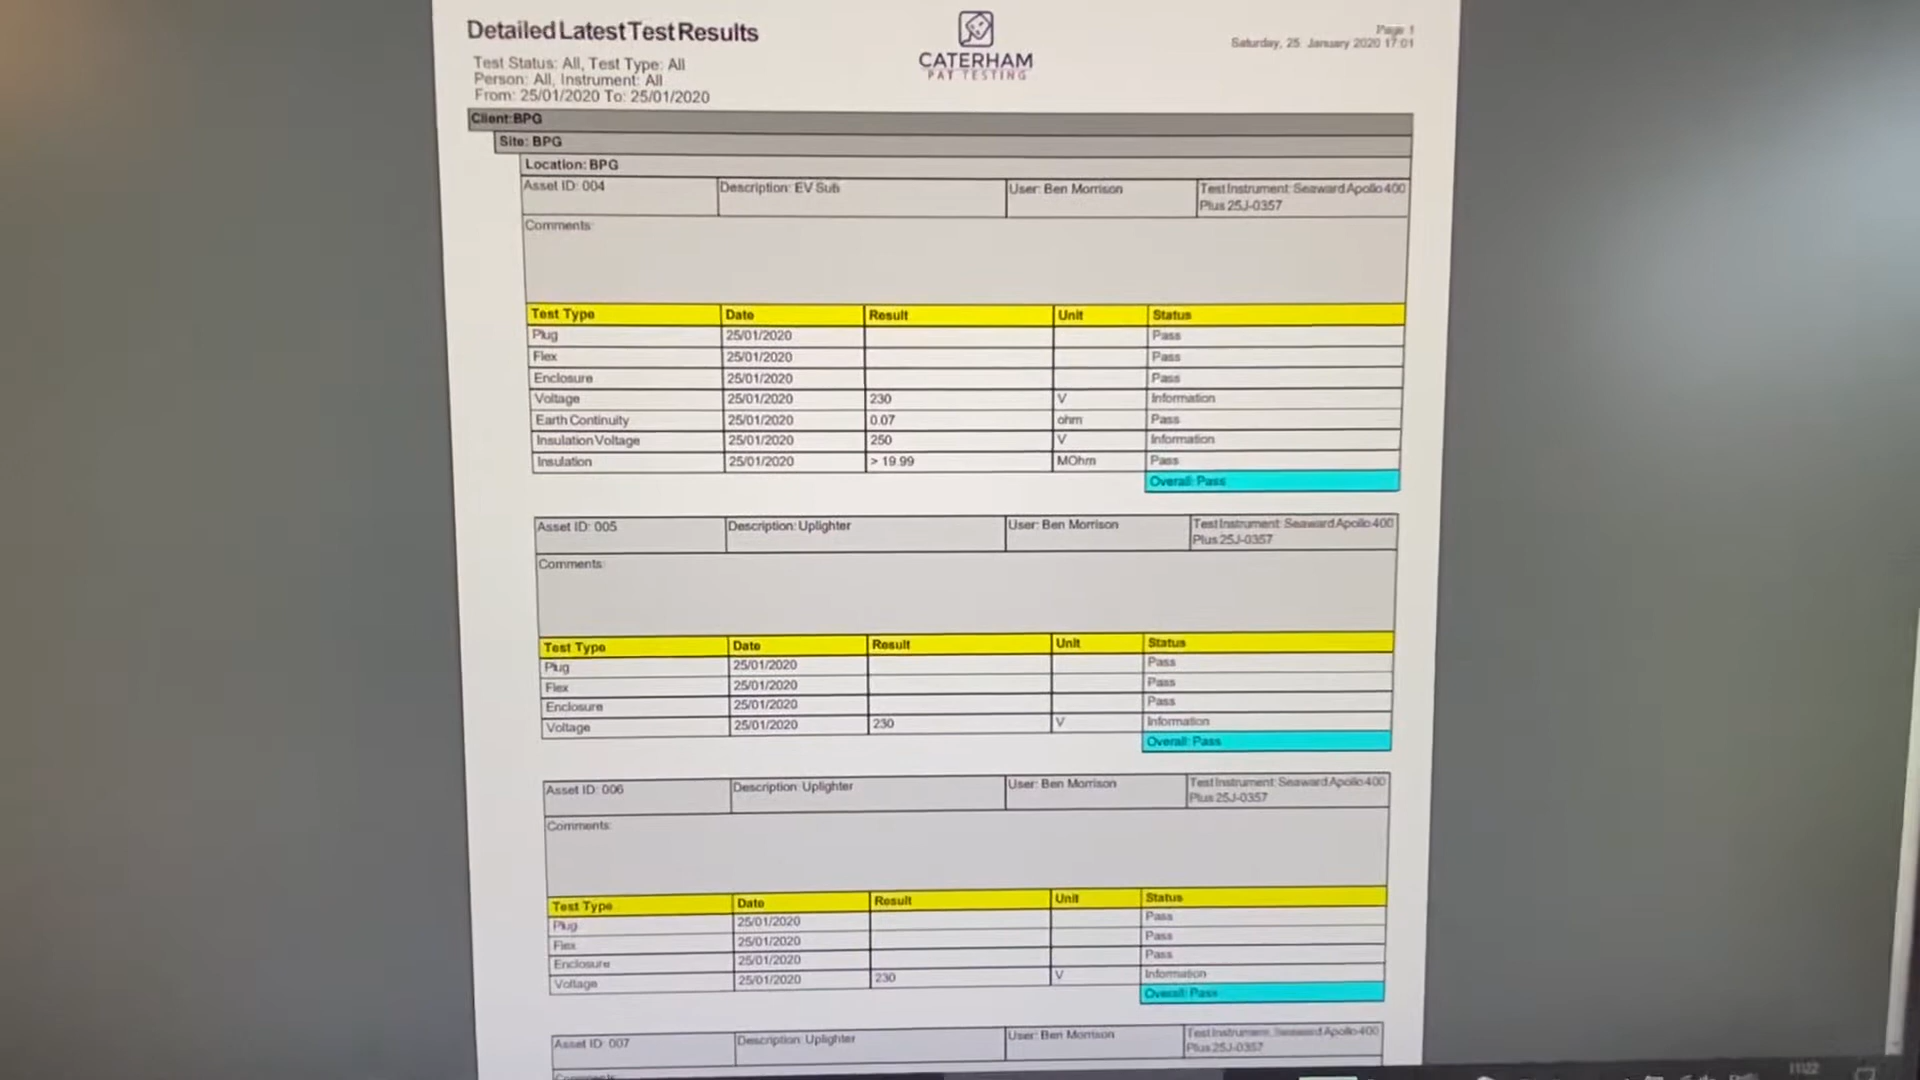 Detailed Latest Test Results
CATERHAM
PAT TESTING
Page 1
Saturday, 25 January 2020 17:01
Test Status: All, Test Type: All
Person: All, Instrument: All
From: 25/01/2020 To: 25/01/2020
Client:BPG
Site: BPG
Location: BPG
Asset ID: 004 Description: EV Sub User: Ben Morrison Test Instrument: Seaward Apollo 400
Plus 25J-0357
Comments:
Test Type Date Result Unit Status
Plug 25/01/2020 Pass
Flex 25/01/2020 Pass
Enclosure 25/01/2020 Pass
Voltage 25/01/2020 230 V Information
Earth Continuity 25/01/2020 0.07 ohm Pass
Insulation Voltage 25/01/2020 250 V Information
Insulation 25/01/2020 > 19.99 MOhm Pass
Overall: Pass
Asset ID: 005 Description: Uplighter User: Ben Morrison Test Instrument: Seaward Apollo 400
Plus 25J-0357
Comments:
Test Type Date Result Unit Status
Plug 25/01/2020 Pass
Flex 25/01/2020 Pass
Enclosure 25/01/2020 Pass
Voltage 25/01/2020 230 V Information
Overall: Pass
Asset ID: 006 Description: Uplighter User: Ben Morrison Test Instrument: Seaward Apollo 400
Plus 25J-0357
Comments:
Test Type Date Result Unit Status
Plug 25/01/2020 Pass
Flex 25/01/2020 Pass
Enclosure 25/01/2020 Pass
Voltage 25/01/2020 230 V Information
Overall: Pass
Asset ID: 007 Description: Uplighter User: Ben Morrison Test Instrument: Seaward Apollo 400
Plus 25J-0357
Comments:
11:22